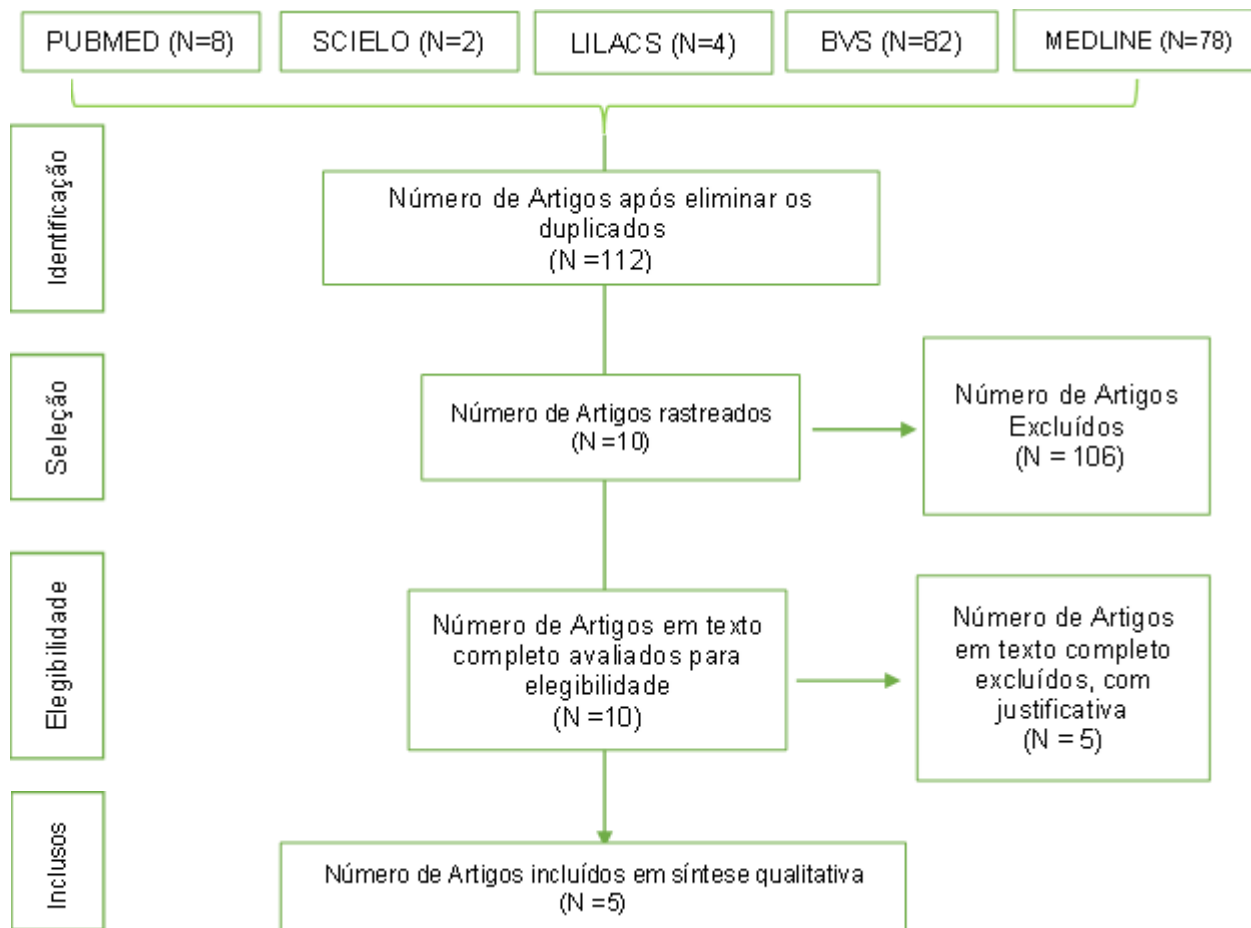 PUBMED (N=8)
SCIELO (N=2)
LILACS (N=4)
BVS (N=82)
MEDLINE (N=78)
Identificação
Número de Artigos após eliminar os
duplicados
(N =112)
Seleção
Número de Artigos rastreados
(N =10)
Número de Artigos
Excluídos
(N = 106)
Elegibilidade
Número de Artigos em texto
completo avaliados para
elegibilidade
(N =10)
Número de Artigos
em texto completo
excluídos, com
justificativa
(N = 5)
Inclusos
Número de Artigos incluídos em síntese qualitativa
(N =5)